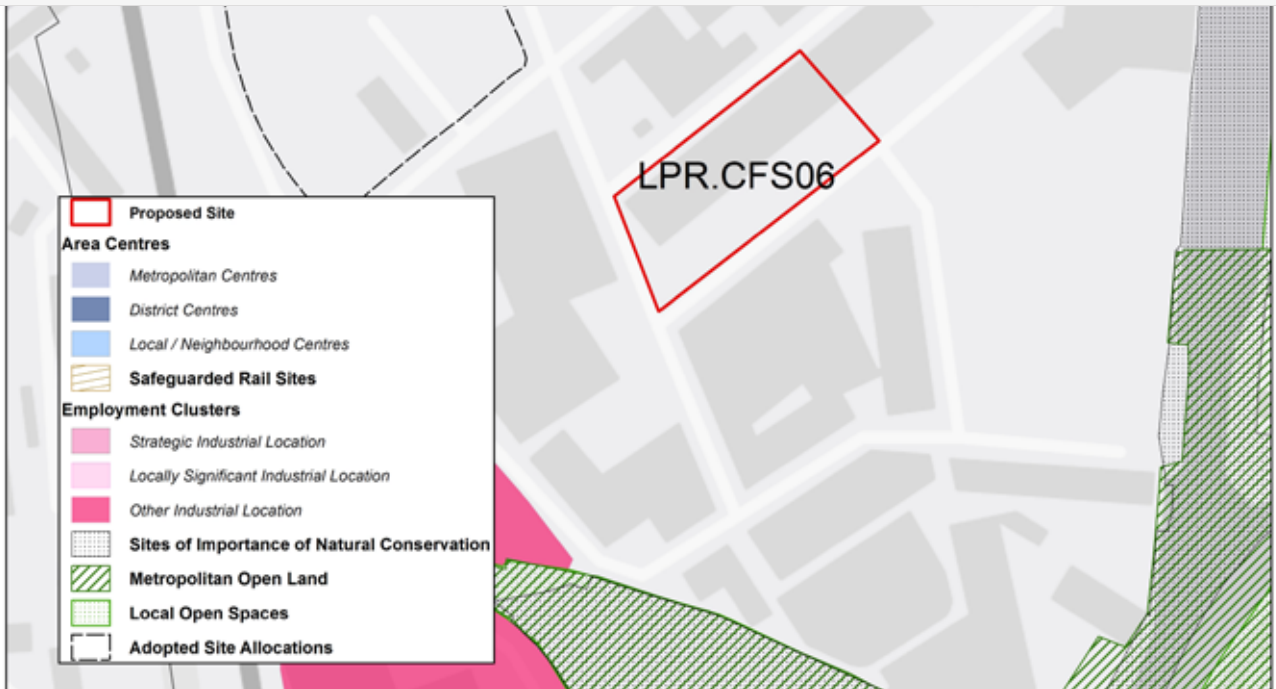 LPR.CFS06
Proposed Site
Area Centres
Metropolitan Centres
District Centres
Local / Neighbourhood Centres
Safeguarded Rail Sites
Employment Clusters
Strategic Industrial Location
Locally Significant Industrial Location
Other Industrial Location
Sites of Importance of Natural Conservation
Metropolitan Open Land
Local Open Spaces
Adopted Site Allocations